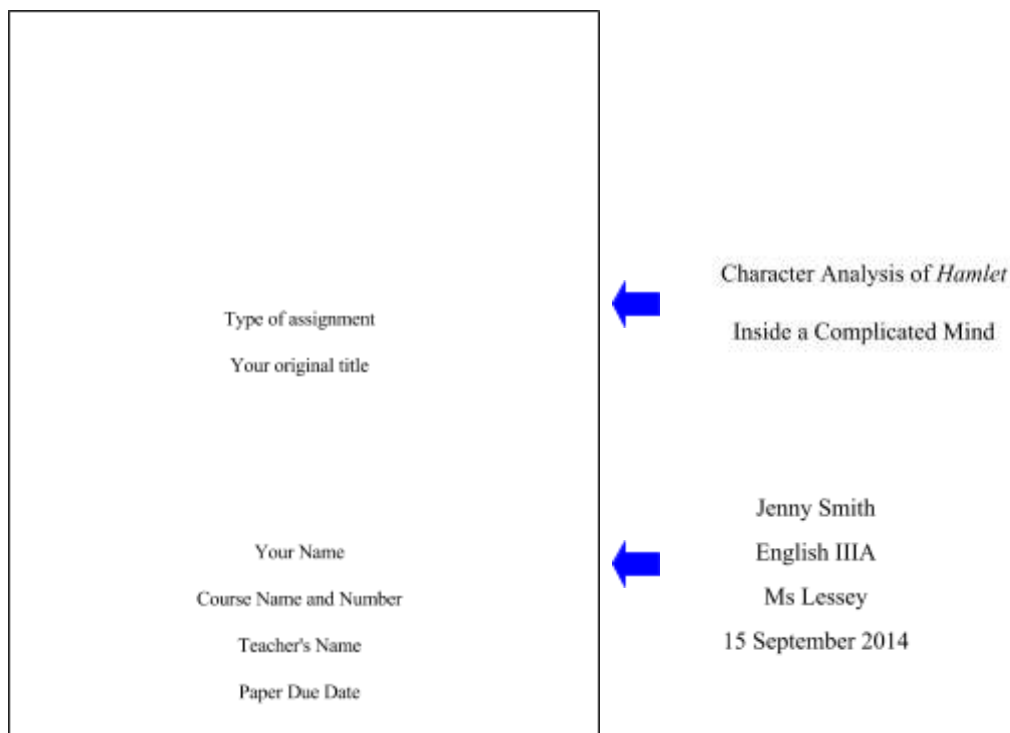 Type of assignment
Your original title
Your Name
Course Name and Number
Teacher's Name
Paper Due Date
Character Analysis of Hamlet
Inside a Complicated Mind
Jenny Smith
English IIIA
Ms Lessey
15 September 2014